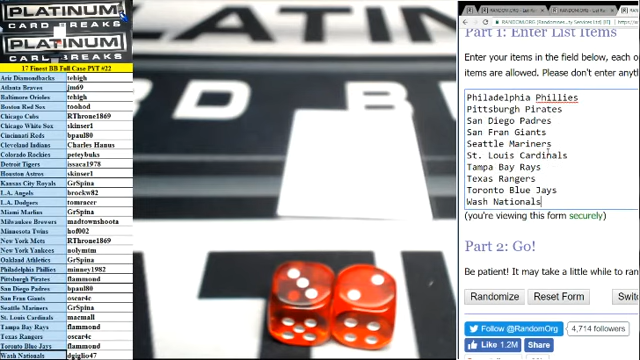 PLATINUM
CARD BREAKS
PLATINUM
CARD BREAKS
17 Finest BB Full Case PYT #22
Ariz Diamondbacks tchigh
Atlanta Braves jm69
Baltimore Orioles tchigh
Boston Red Sox toohod
Chicago Cubs RThrone1869
Chicago White Sox skinser1
Cincinnati Reds bpaul80
Cleveland Indians Charles Hanus
Colorado Rockies peteybuks
Detroit Tigers issaca1978
Houston Astros skinser1
Kansas City Royals GrSpina
L.A. Angels brockw82
L.A. Dodgers tomracer
Miami Marlins GrSpina
Milwaukee Brewers madtownshoota
Minnesota Twins hof002
New York Mets RThrone1869
New York Yankees nolymtm
Oakland Athletics GrSpina
Philadelphia Phillies minney1982
Pittsburgh Pirates flammond
San Diego Padres bpaul80
San Fran Giants oscar4c
Seattle Mariners GrSpina
St. Louis Cardinals macmall
Tampa Bay Rays flammond
Texas Rangers oscar4c
Toronto Blue Jays flammond
Wash Nationals dgiglio47
PLATIN
RD B
Part 1: Enter List Items
Enter your items in the field below, each o
items are allowed. Please don't enter anyt
Philadelphia Phillies
Pittsburgh Pirates
San Diego Padres
San Fran Giants
Seattle Mariners
St. Louis Cardinals
Tampa Bay Rays
Texas Rangers
Toronto Blue Jays
Wash Nationals
(you're viewing this form securely)
Part 2: Go!
Be patient! It may take a little while to ran
Randomize Reset Form Switc
Follow @RandomOrg 4,714 followers
Like 1.2M Share